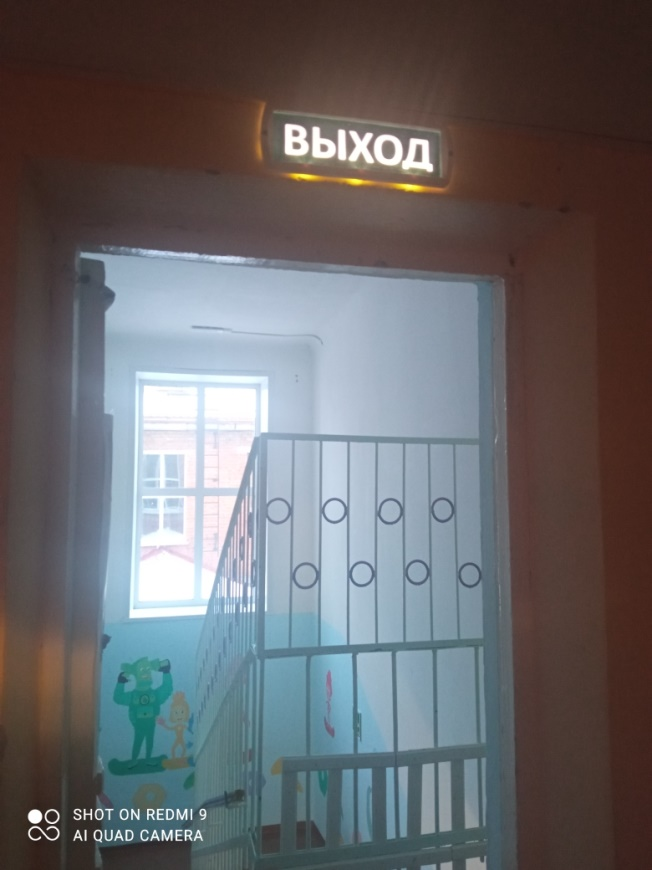 ВЫХОД
SHOT ON REDMI 9
AI QUAD CAMERA